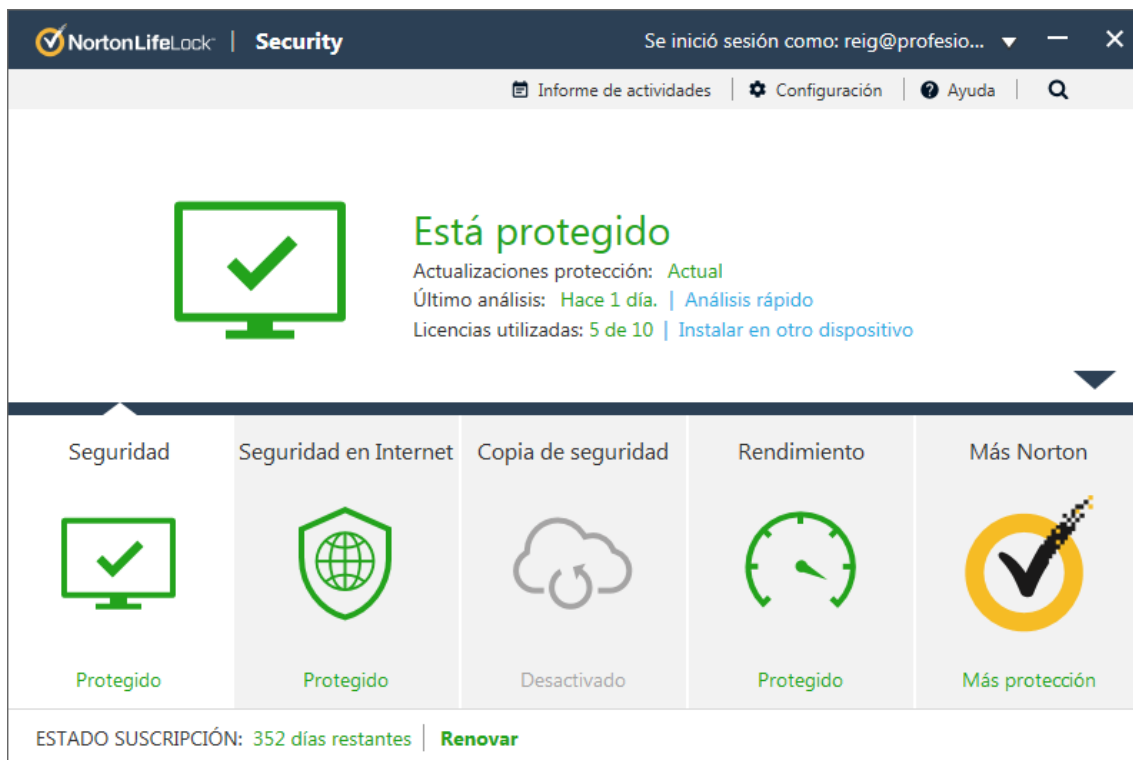 NortonLifeLock | Security Se inició sesión como: reig@profesio...
Informe de actividades | Configuración | Ayuda |
Está protegido
Actualizaciones protección: Actual
Último análisis: Hace 1 día. | Análisis rápido
Licencias utilizadas: 5 de 10 | Instalar en otro dispositivo
Seguridad Seguridad en Internet Copia de seguridad Rendimiento Más Norton
Protegido Protegido Desactivado Protegido Más protección
ESTADO SUSCRIPCIÓN: 352 días restantes | Renovar